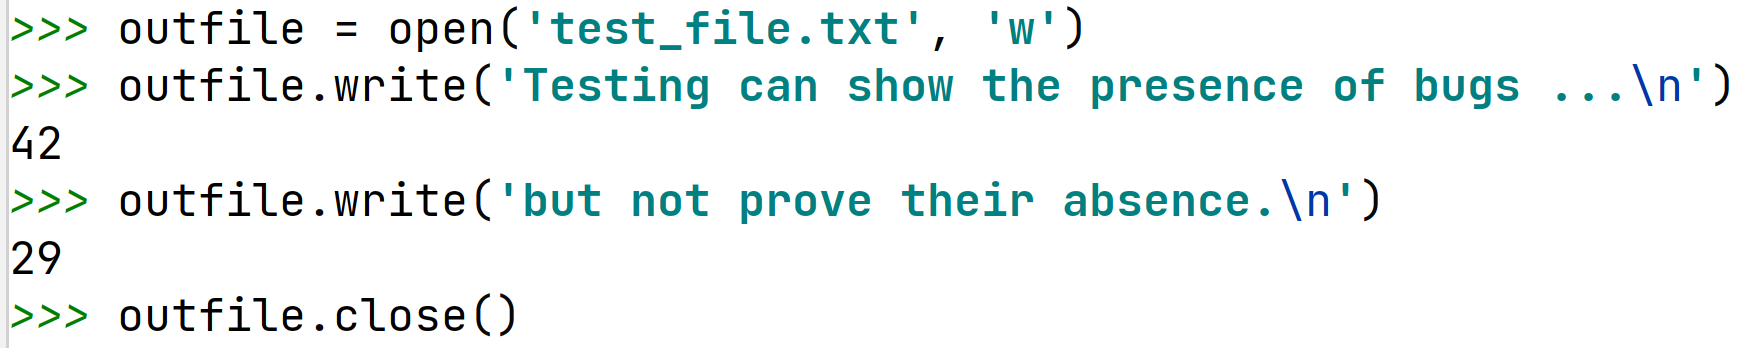 >>> outfile = open('test_file.txt', 'w')
>>> outfile.write('Testing can show the presence of bugs ...\n')
42
>>> outfile.write('but not prove their absence.\n')
29
>>> outfile.close()